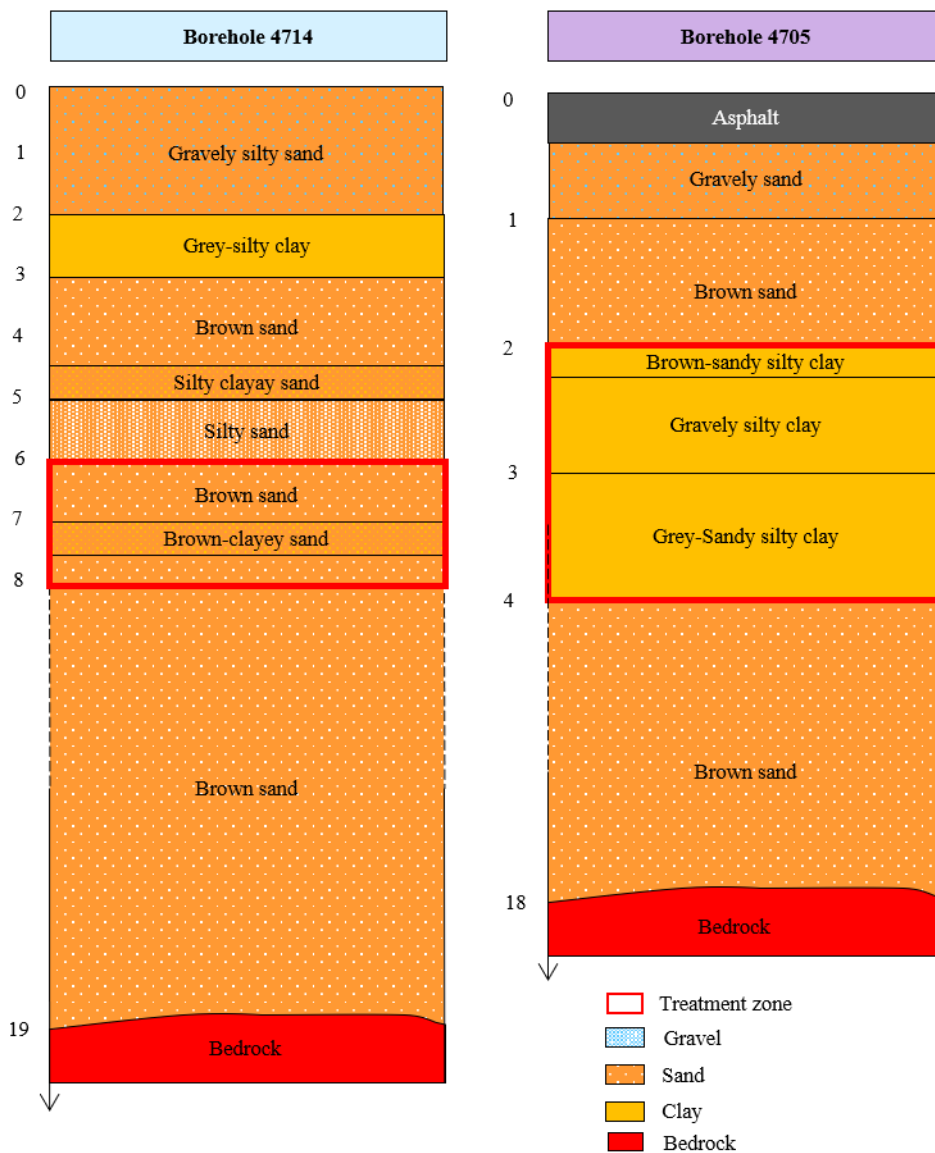 Borehole 4714
0
1
Gravely silty sand
2
Grey-silty clay
3
Brown sand
4
Silty clayay sand
5
Silty sand
6
Brown sand
7
Brown-clayey sand
8
Brown sand
19
Bedrock
Borehole 4705
0
Asphalt
Gravely sand
1
Brown sand
2
Brown-sandy silty clay
Gravely silty clay
3
Grey-Sandy silty clay
4
Brown sand
18
Bedrock
Treatment zone
Gravel
Sand
Clay
Bedrock